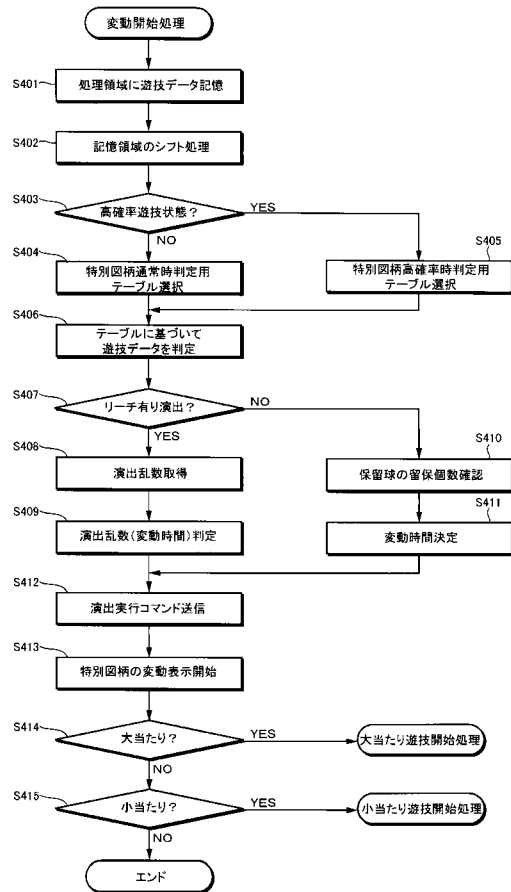 変動開始処理
S401
処理領域に遊技データ記憶
S402
記憶領域のシフト処理
S403
高確率遊技状態？
YES
NO
S404
特別図柄通常時判定用
テーブル選択
S405
特別図柄高確率時判定用
テーブル選択
S406
テーブルに基づいて
遊技データを判定
S407
リーチ有り演出？
NO
YES
S408
演出乱数取得
S410
保留球の留保個数確認
S409
演出乱数(変動時間)判定
S411
変動時間決定
S412
演出実行コマンド送信
S413
特別図柄の変動表示開始
S414
大当たり？
YES
大当たり遊技開始処理
NO
S415
小当たり？
YES
小当たり遊技開始処理
NO
エンド